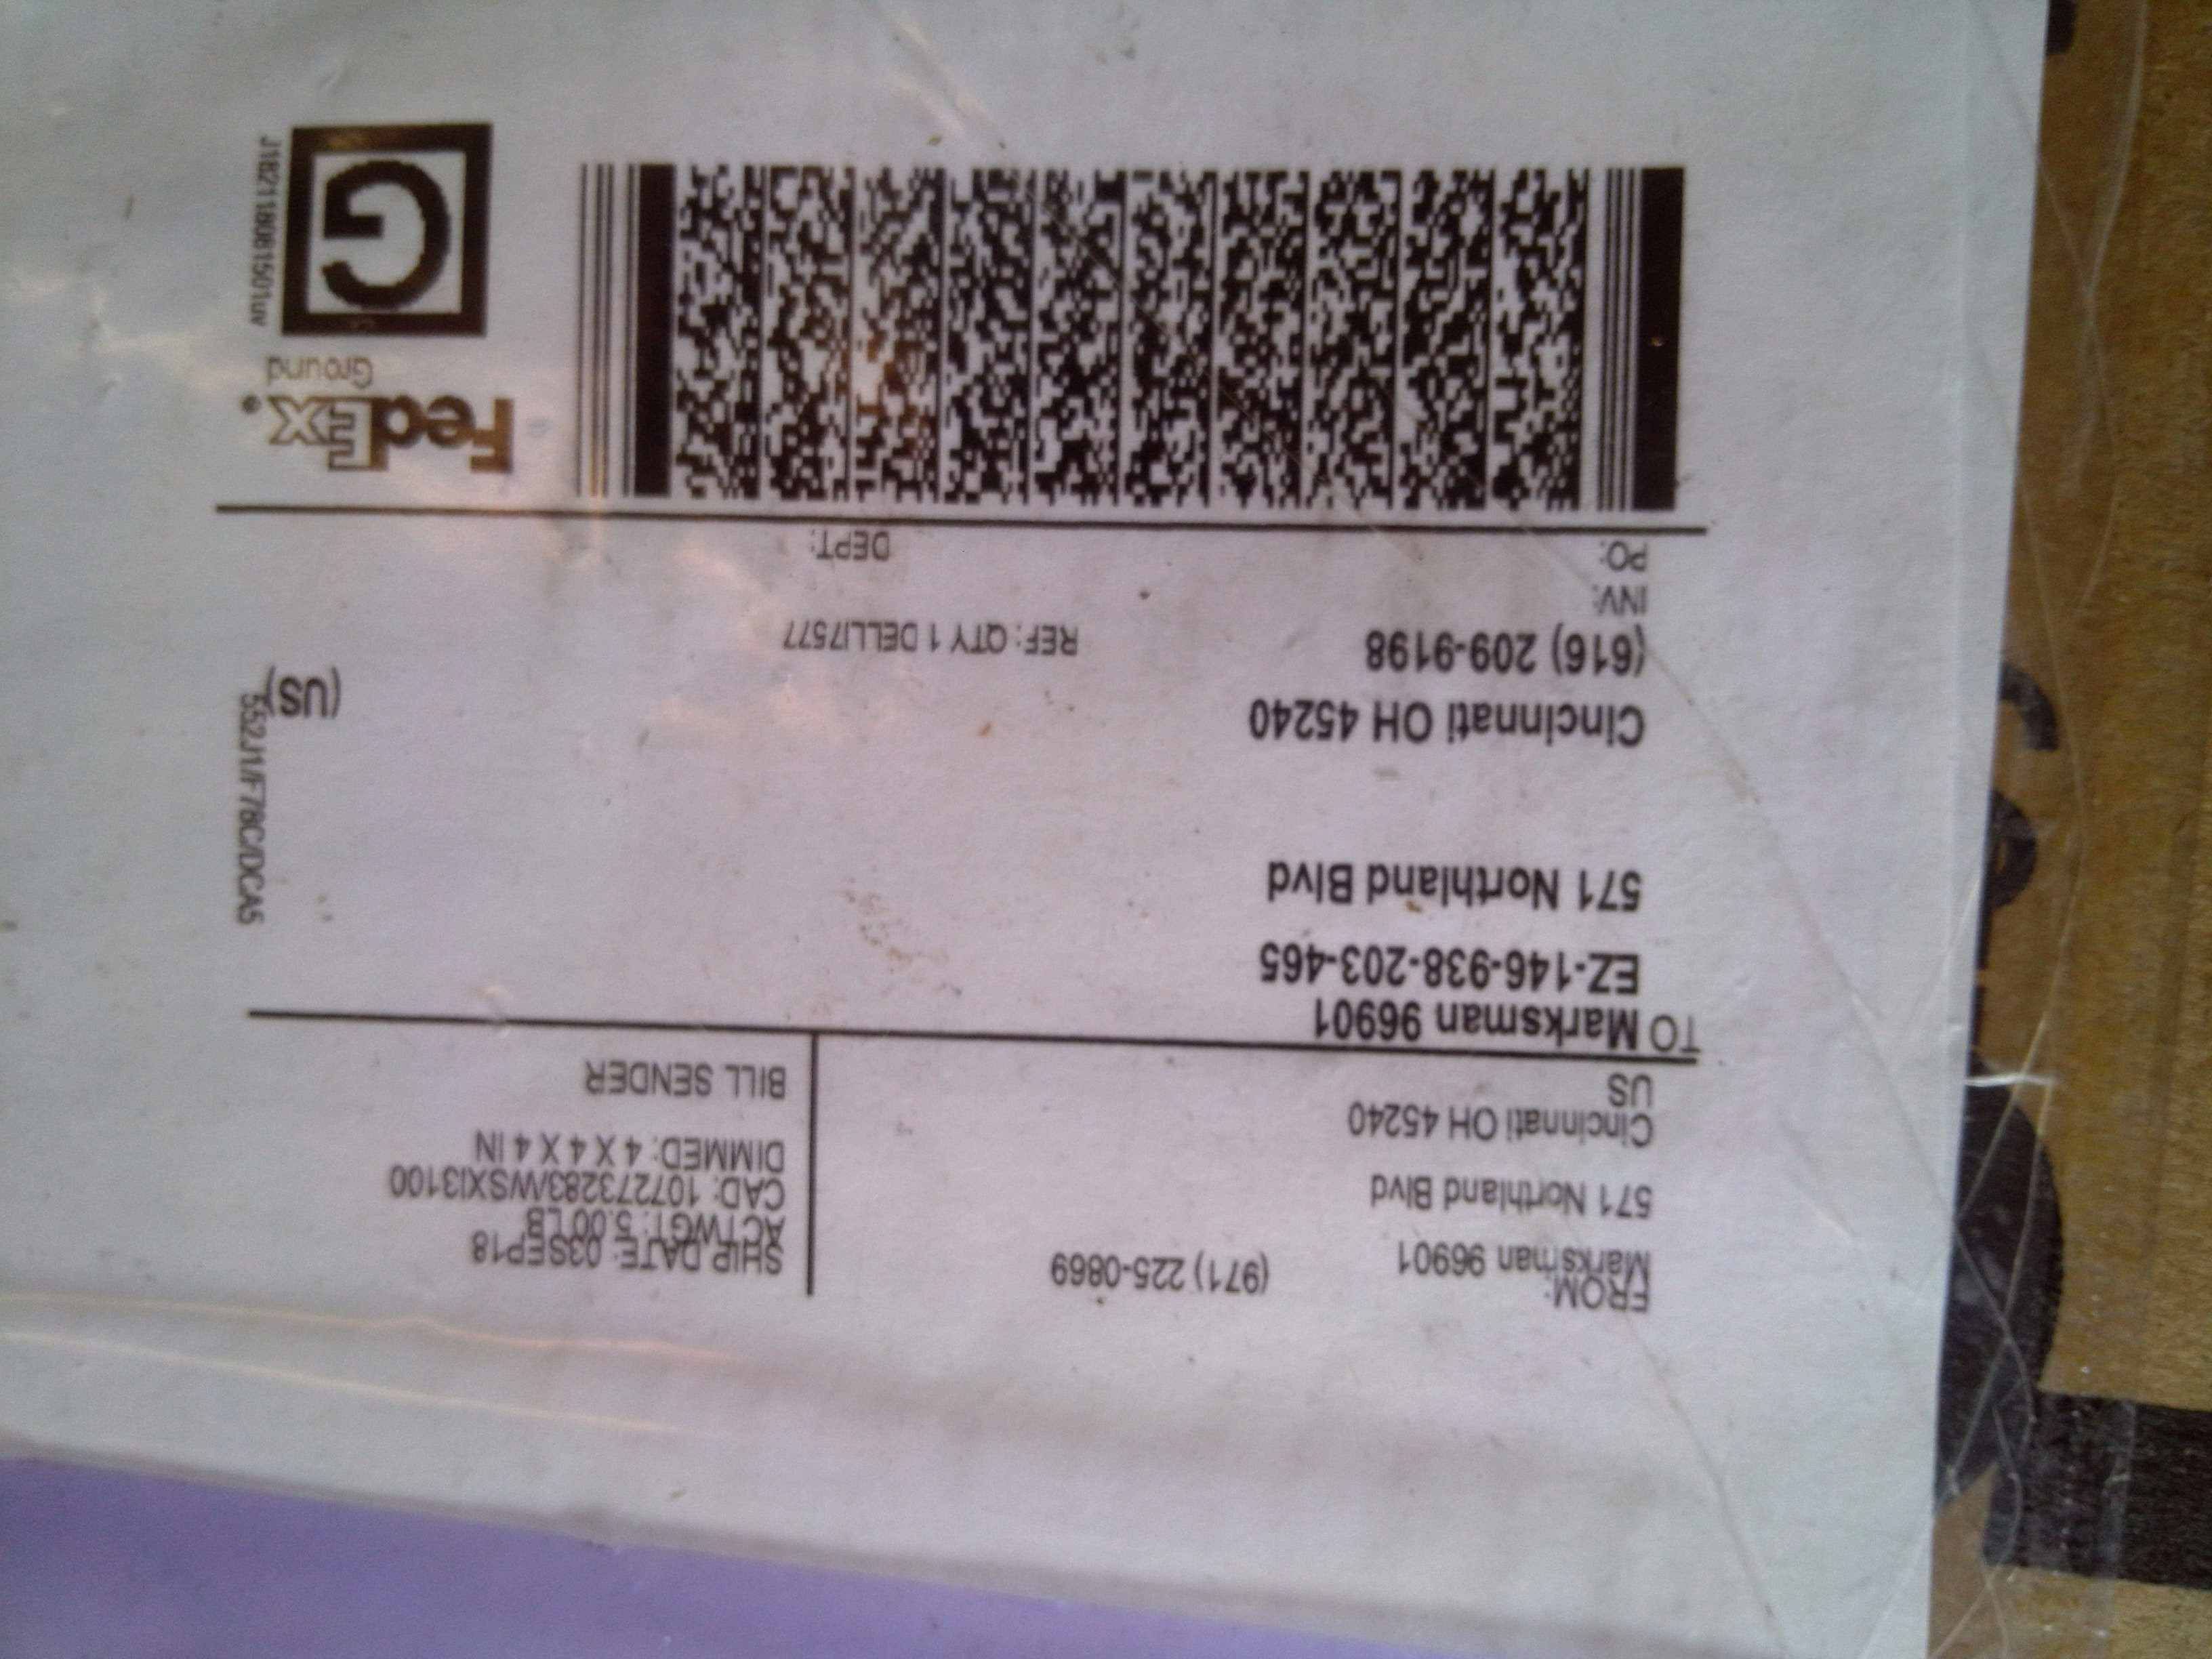 FROM:
Marksman 96901 (971) 225-0869
571 Northland Blvd
Cincinnati OH 45240
US
SHIP DATE: 03SEP18
ACTWGT: 5.00 LB
CAD: 107273283/WSXI3100
DIMMED: 4 X 4 X 4 IN
BILL SENDER
TO Marksman 96901
EZ-146-938-203-465
571 Northland Blvd
Cincinnati OH 45240
(US)
552J1/F78C/DCA5
(616) 209-9198
REF: QTY 1 DELLI7577
INV:
PO: DEPT:
FedEx®
Ground
G
J182118081501uv